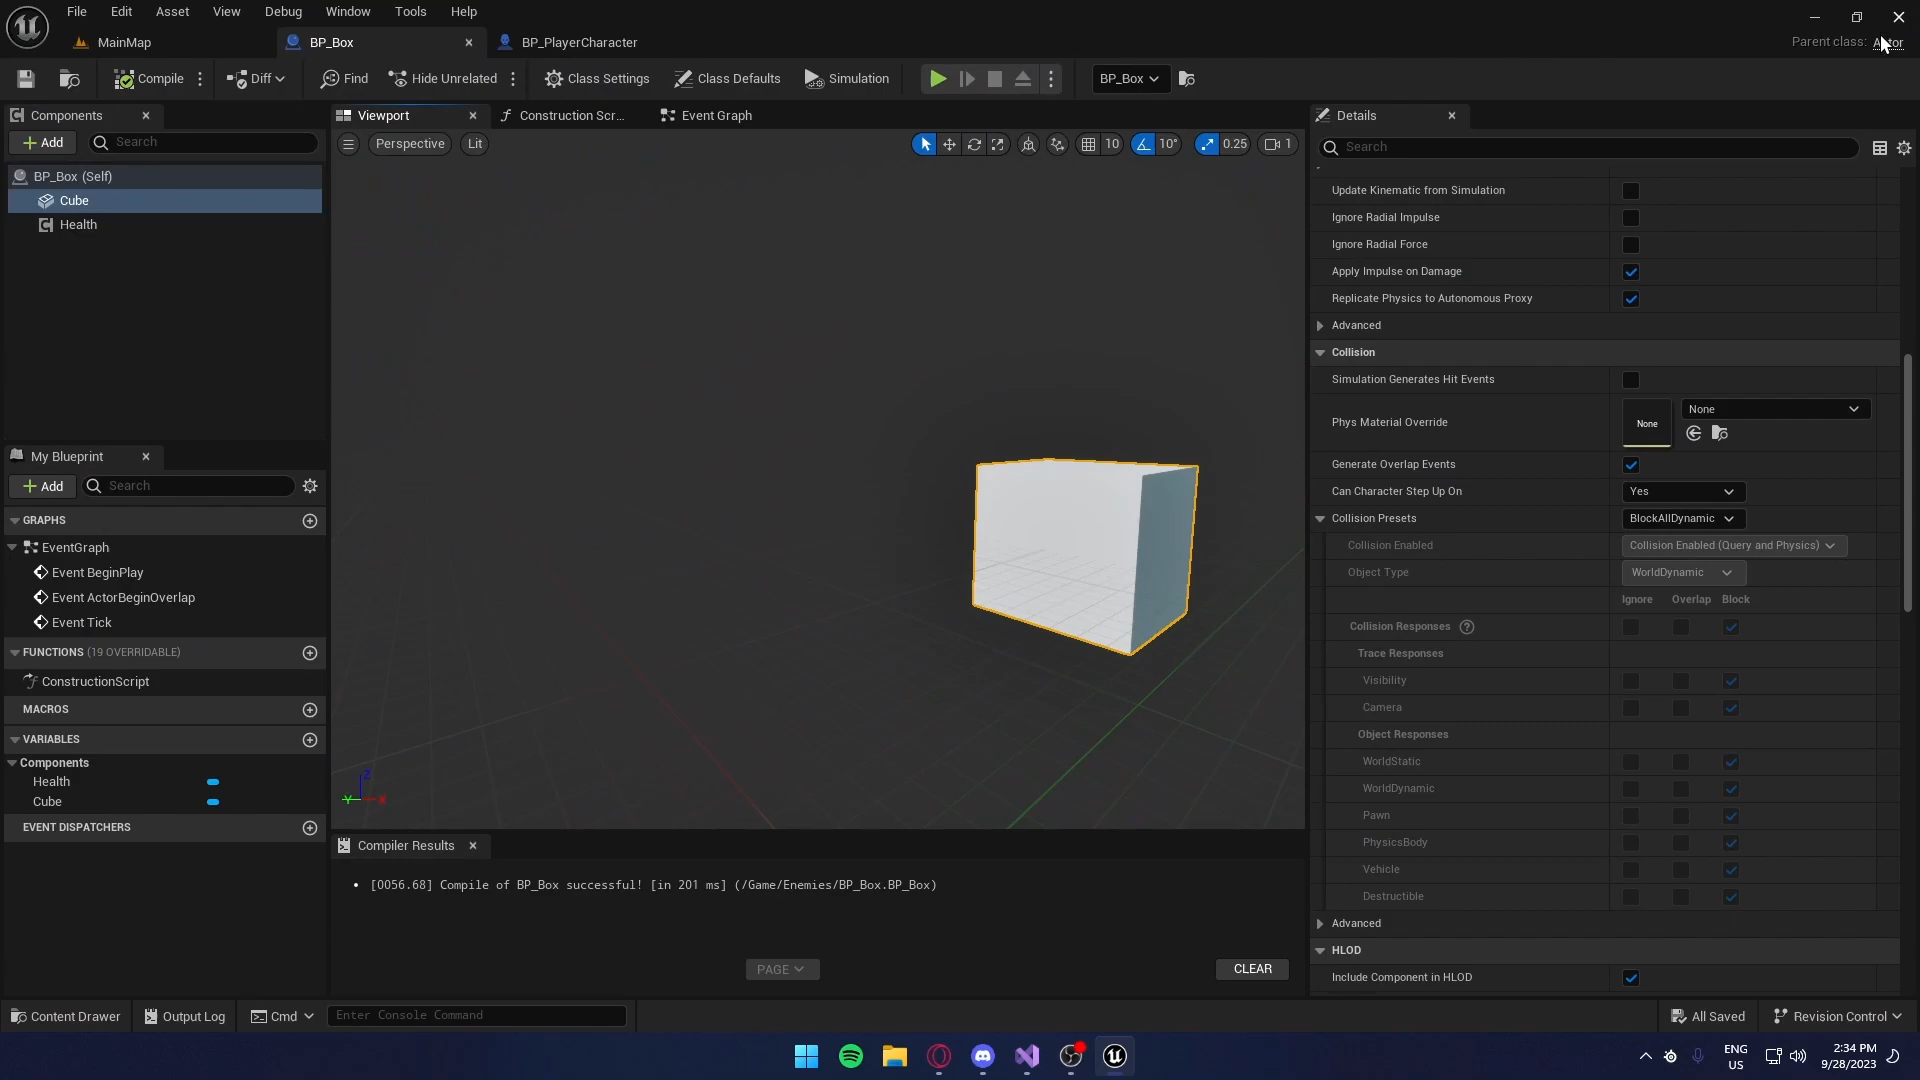 File Edit Asset View Debug Window Tools Help
MainMap BP_Box BP_PlayerCharacter Parent class:
Compile Diff Find Hide Unrelated Class Settings Class Defaults Simulation BP_Box
Components
Add Search
BP_Box (Self)
Cube
Health
My Blueprint
Add Search
GRAPHS
EventGraph
Event BeginPlay
Event ActorBeginOverlap
Event Tick
FUNCTIONS (19 OVERRIDABLE)
ConstructionScript
MACROS
VARIABLES
Components
Health
Cube
EVENT DISPATCHERS
Viewport Construction Scr... Event Graph
Perspective Lit 10 10° 0.25 1
Z
Y X
Compiler Results
[0056.68] Compile of BP_Box successful! [in 201 ms] (/Game/Enemies/BP_Box.BP_Box)
PAGE CLEAR
Details
Search
Update Kinematic from Simulation
Ignore Radial Impulse
Ignore Radial Force
Apply Impulse on Damage
Replicate Physics to Autonomous Proxy
Advanced
Collision
Simulation Generates Hit Events
Phys Material Override None None
Generate Overlap Events
Can Character Step Up On Yes
Collision Presets BlockAllDynamic
Collision Enabled Collision Enabled (Query and Physics)
Object Type WorldDynamic
Ignore Overlap Block
Collision Responses ?
Trace Responses
Visibility
Camera
Object Responses
WorldStatic
WorldDynamic
Pawn
PhysicsBody
Vehicle
Destructible
Advanced
HLOD
Include Component in HLOD
Content Drawer Output Log Cmd Enter Console Command All Saved Revision Control
ENG
US
2:34 PM
9/28/2023